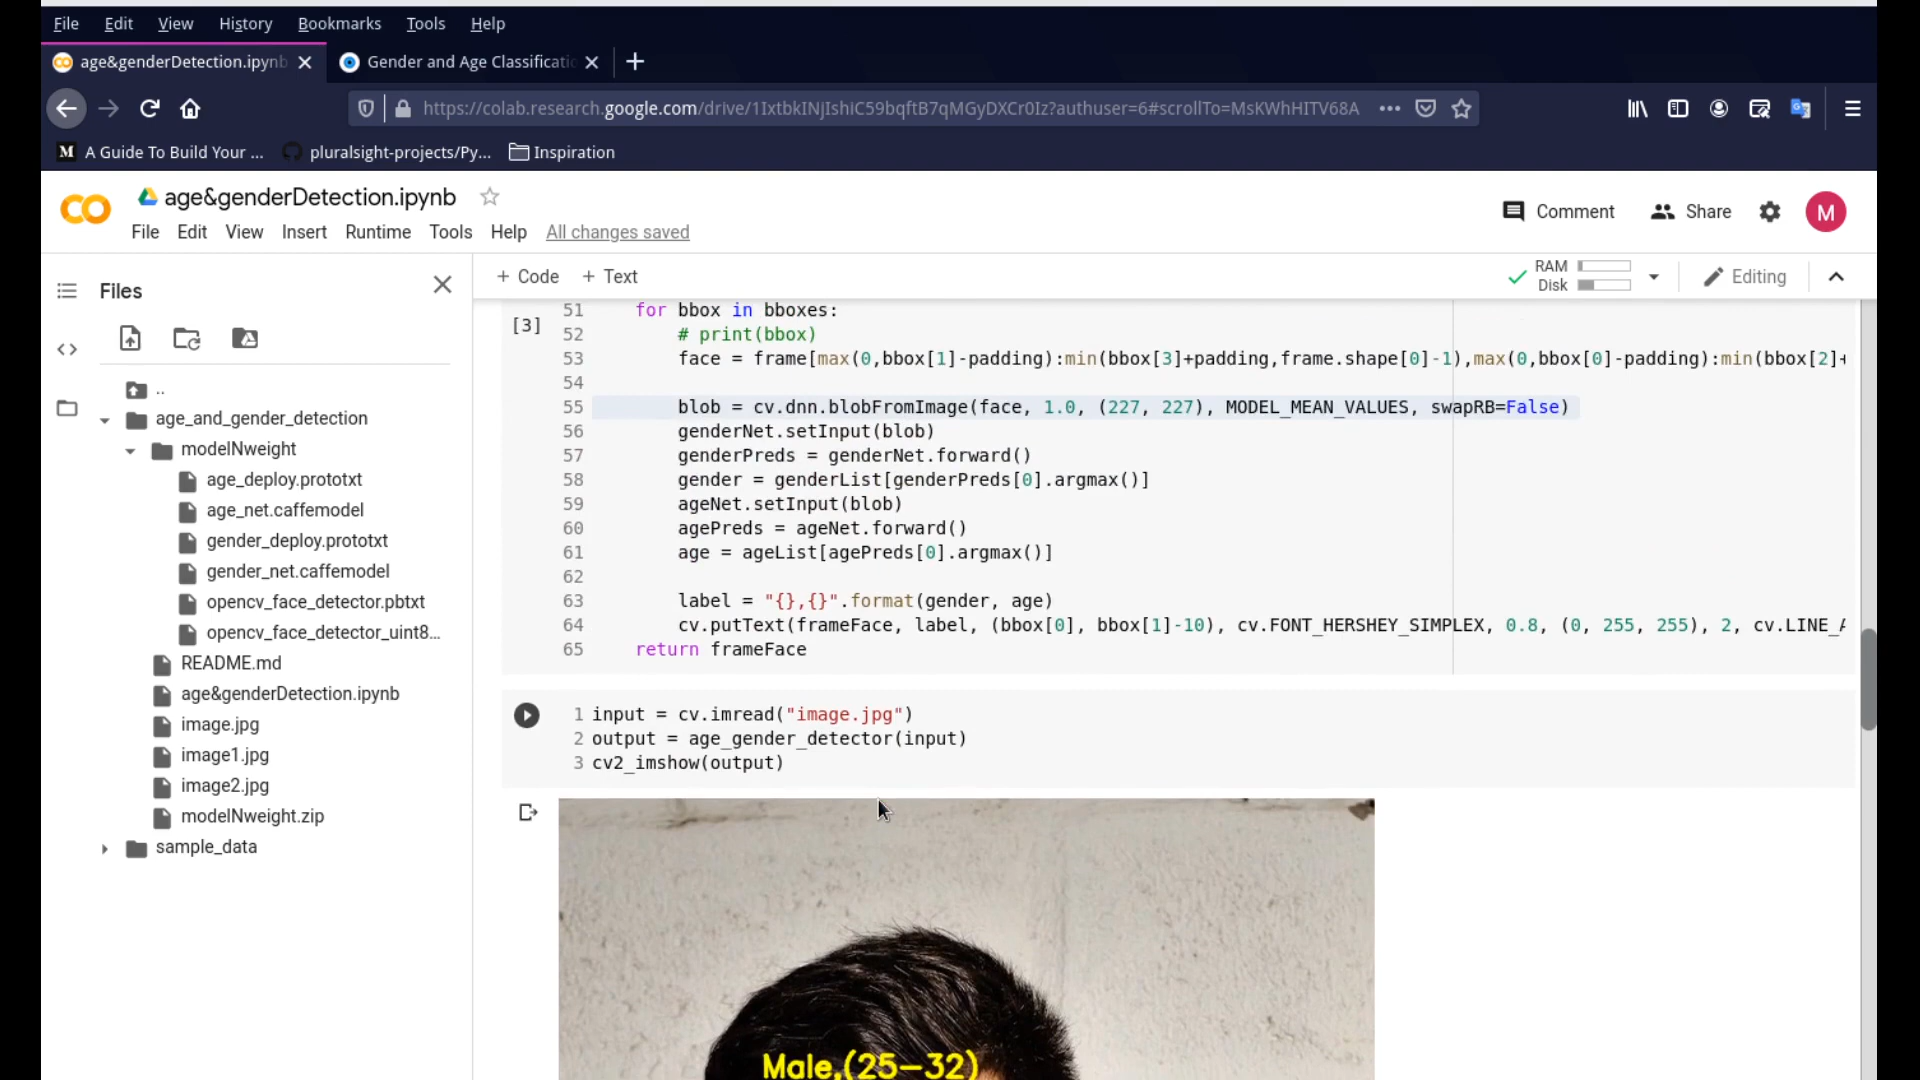 File Edit View History Bookmarks Tools Help
age&genderDetection.ipynb
Gender and Age Classificati
https://colab.research.google.com/drive/1IxtbkINjIshiC59bqftB7qMGyDXCr0Iz?authuser=6#scrollTo=MsKWhHITV68A
M A Guide To Build Your ... pluralsight-projects/Py... Inspiration
CO age&genderDetection.ipynb
Comment Share M
File Edit View Insert Runtime Tools Help All changes saved
Files
+ Code + Text
RAM
Disk
Editing
..
age_and_gender_detection
modelNweight
age_deploy.prototxt
age_net.caffemodel
gender_deploy.prototxt
gender_net.caffemodel
opencv_face_detector.pbtxt
opencv_face_detector_uint8...
README.md
age&genderDetection.ipynb
image.jpg
image1.jpg
image2.jpg
modelNweight.zip
sample_data
[3]
51 for bbox in bboxes:
52 # print(bbox)
53 face = frame[max(0,bbox[1]-padding):min(bbox[3]+padding,frame.shape[0]-1),max(0,bbox[0]-padding):min(bbox[2]+
54
55 blob = cv.dnn.blobFromImage(face, 1.0, (227, 227), MODEL_MEAN_VALUES, swapRB=False)
56 genderNet.setInput(blob)
57 genderPreds = genderNet.forward()
58 gender = genderList[genderPreds[0].argmax()]
59 ageNet.setInput(blob)
60 agePreds = ageNet.forward()
61 age = ageList[agePreds[0].argmax()]
62
63 label = "{},{}".format(gender, age)
64 cv.putText(frameFace, label, (bbox[0], bbox[1]-10), cv.FONT_HERSHEY_SIMPLEX, 0.8, (0, 255, 255), 2, cv.LINE_A
65 return frameFace
1 input = cv.imread("image.jpg")
2 output = age_gender_detector(input)
3 cv2_imshow(output)
Male,(25-32)